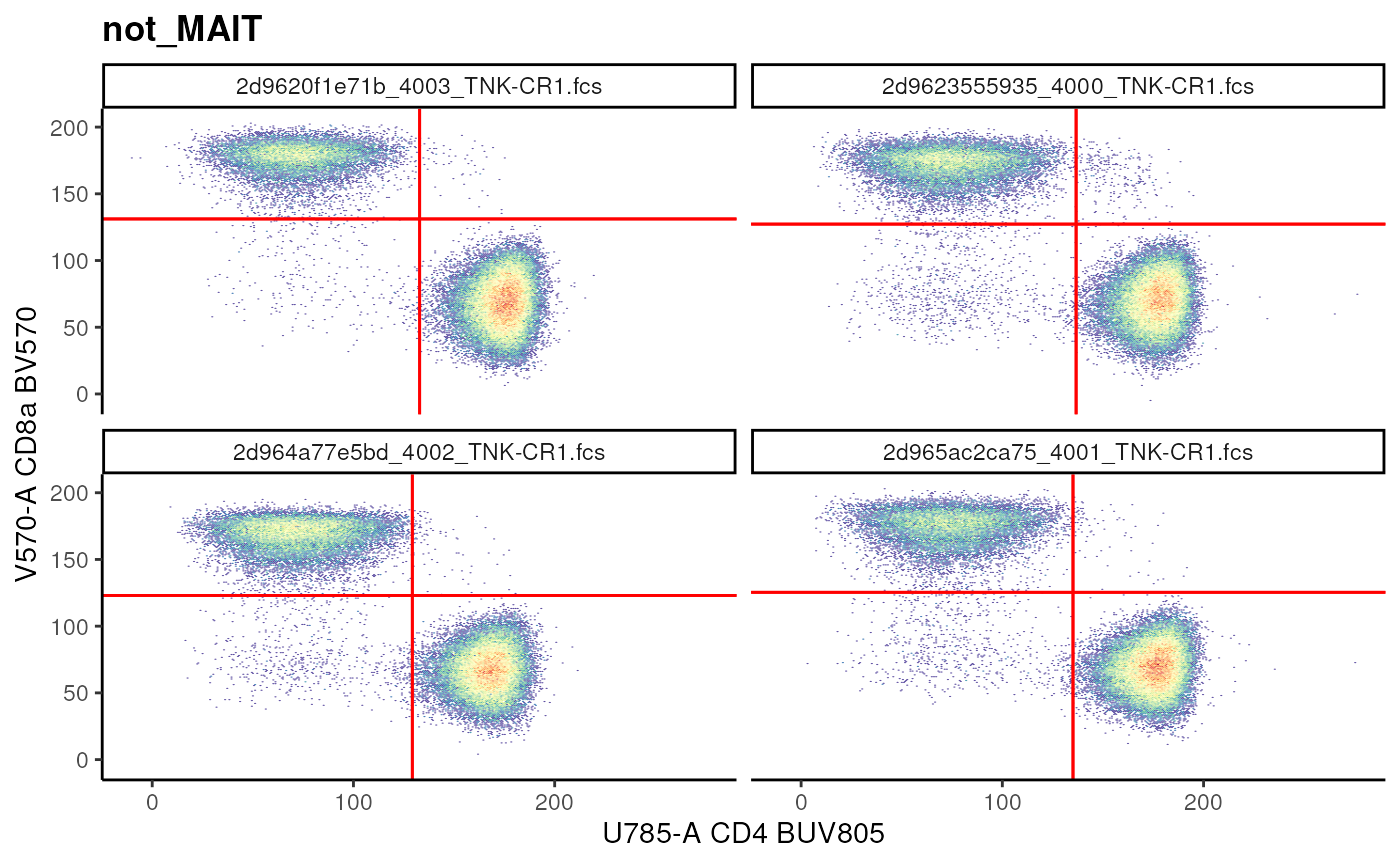 not_MAIT
2d9620f1e71b_4003_TNK-CR1.fcs
2d9623555935_4000_TNK-CR1.fcs
200
150
100
50
0
2d964a77e5bd_4002_TNK-CR1.fcs
2d965ac2ca75_4001_TNK-CR1.fcs
200
150
100
50
0
V570-A CD8a BV570
0 100 200 0 100 200
U785-A CD4 BUV805